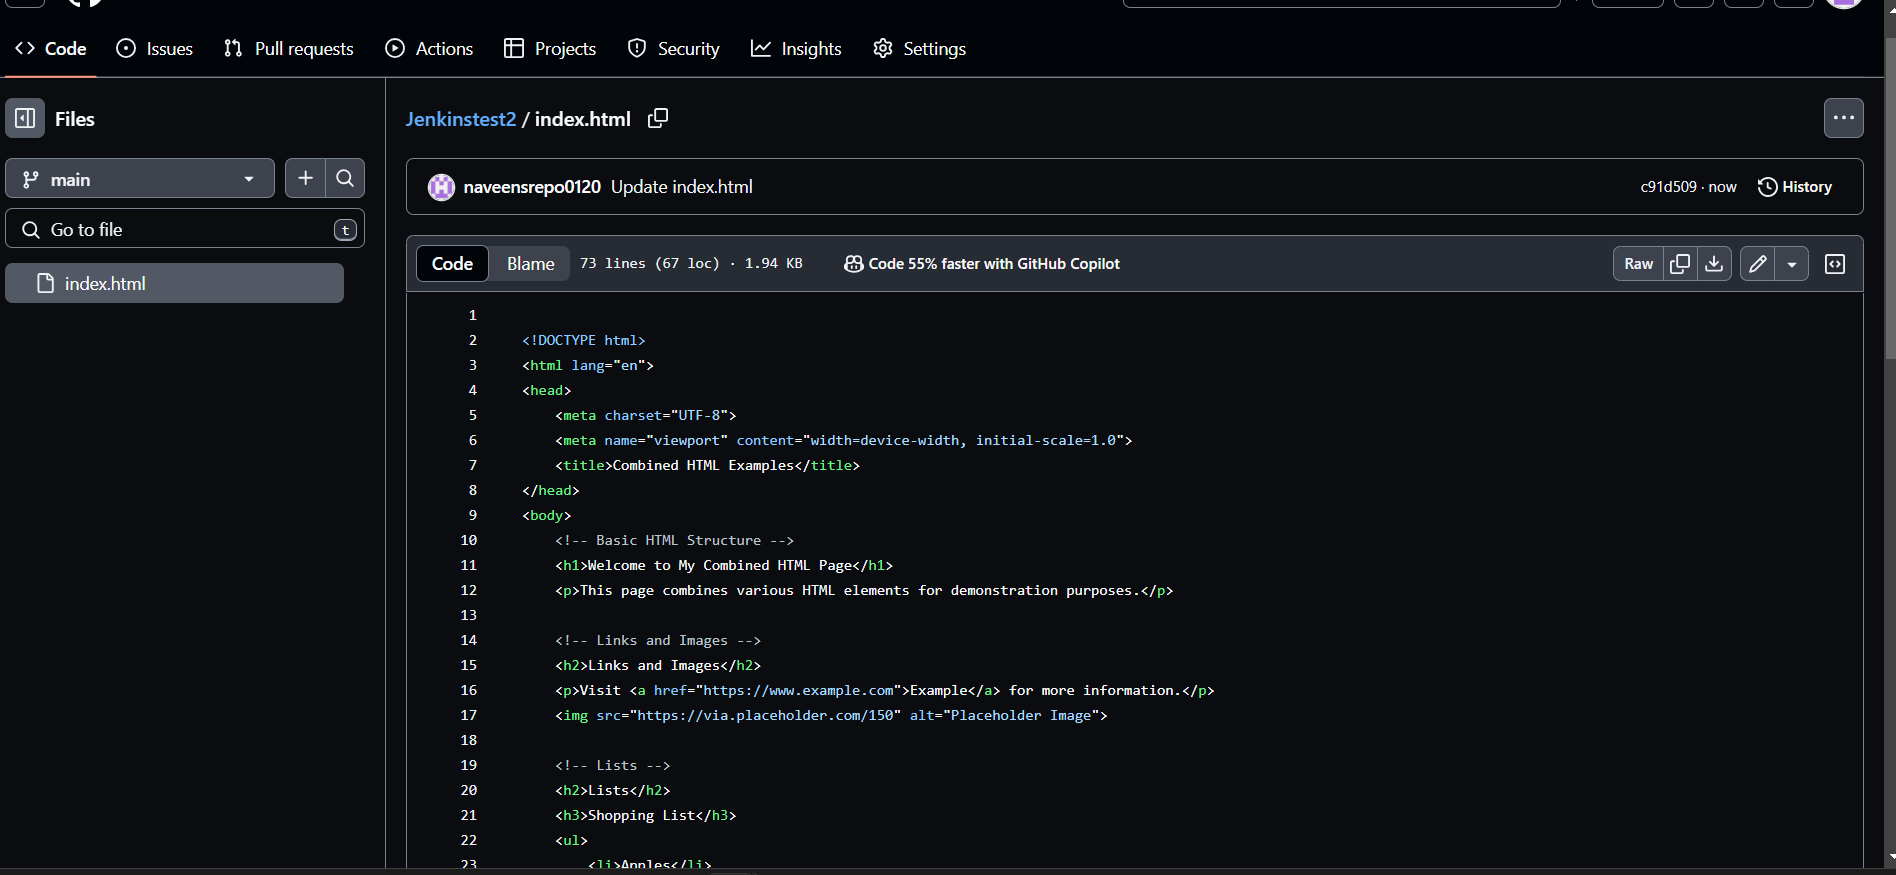 Code Issues Pull requests Actions Projects Security Insights Settings
Files
main
Go to file t
index.html
Jenkinstest2 / index.html
naveensrepo0120 Update index.html c91d509 · now History
Code Blame 73 lines (67 loc) · 1.94 KB Code 55% faster with GitHub Copilot Raw
1
2 <!DOCTYPE html>
3 <html lang="en">
4 <head>
5 <meta charset="UTF-8">
6 <meta name="viewport" content="width=device-width, initial-scale=1.0">
7 <title>Combined HTML Examples</title>
8 </head>
9 <body>
10 <!-- Basic HTML Structure -->
11 <h1>Welcome to My Combined HTML Page</h1>
12 <p>This page combines various HTML elements for demonstration purposes.</p>
13
14 <!-- Links and Images -->
15 <h2>Links and Images</h2>
16 <p>Visit <a href="https://www.example.com">Example</a> for more information.</p>
17 <img src="https://via.placeholder.com/150" alt="Placeholder Image">
18
19 <!-- Lists -->
20 <h2>Lists</h2>
21 <h3>Shopping List</h3>
22 <ul>
23 <li>Apples</li>